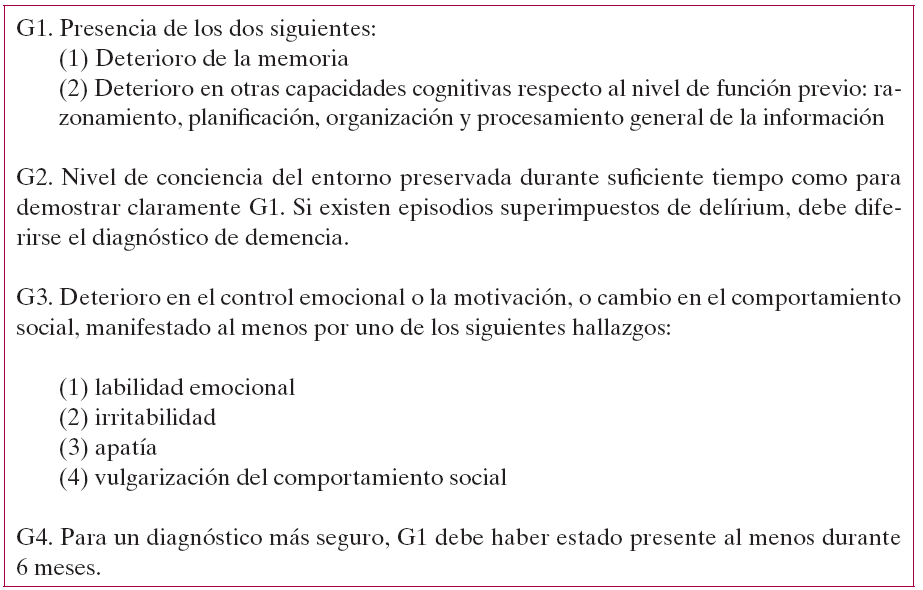 G1. Presencia de los dos siguientes:
(1) Deterioro de la memoria
(2) Deterioro en otras capacidades cognitivas respecto al nivel de función previo: ra-
zonamiento, planificación, organización y procesamiento general de la información
G2. Nivel de conciencia del entorno preservada durante suficiente tiempo como para
demostrar claramente G1. Si existen episodios superimpuestos de delírium, debe dife-
rirse el diagnóstico de demencia.
G3. Deterioro en el control emocional o la motivación, o cambio en el comportamiento
social, manifestado al menos por uno de los siguientes hallazgos:
(1) labilidad emocional
(2) irritabilidad
(3) apatía
(4) vulgarización del comportamiento social
G4. Para un diagnóstico más seguro, G1 debe haber estado presente al menos durante
6 meses.